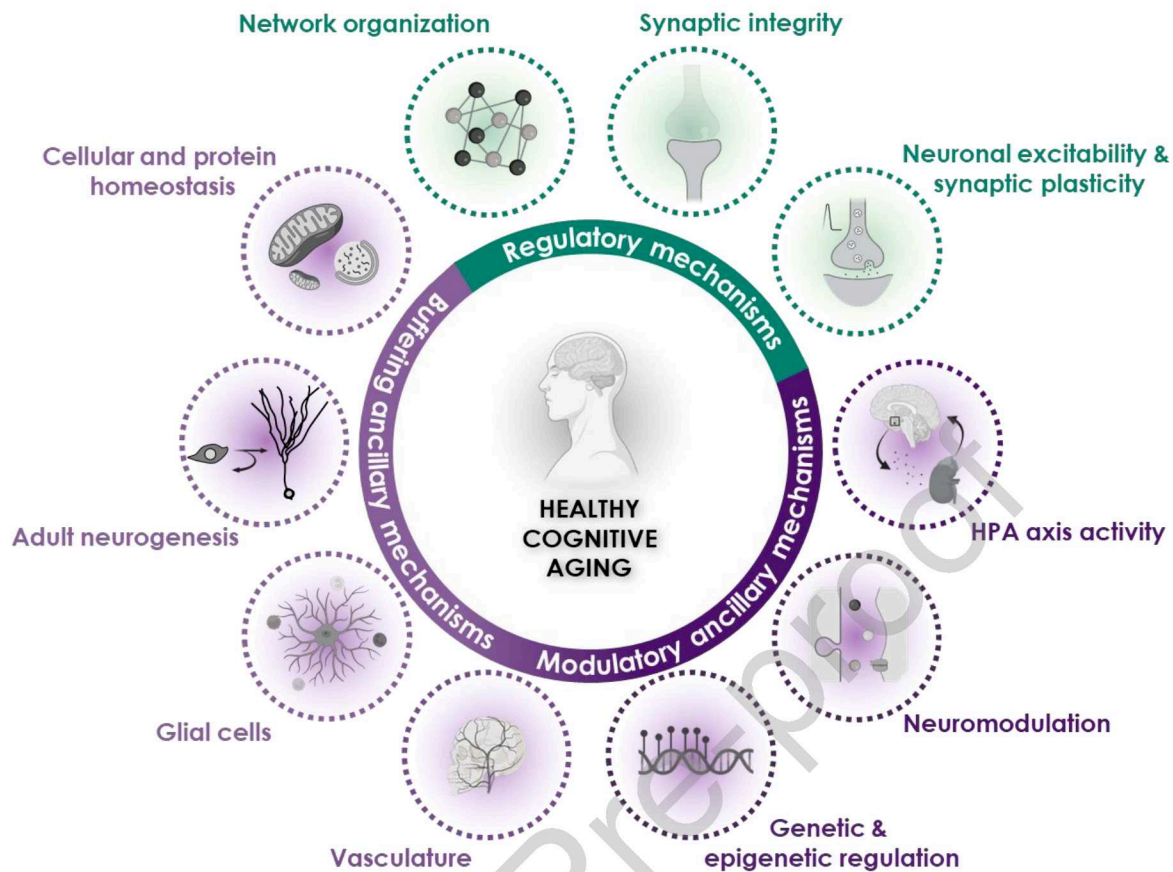 Network organization
Synaptic integrity
Neuronal excitability &
synaptic plasticity
Cellular and protein
homeostasis
Regulatory mechanisms
Buffering ancillary mechanisms
Modulatory ancillary mechanisms
HEALTHY
COGNITIVE
AGING
HPA axis activity
Adult neurogenesis
Neuromodulation
Glial cells
Genetic &
epigenetic regulation
Vasculature
Pre-proof